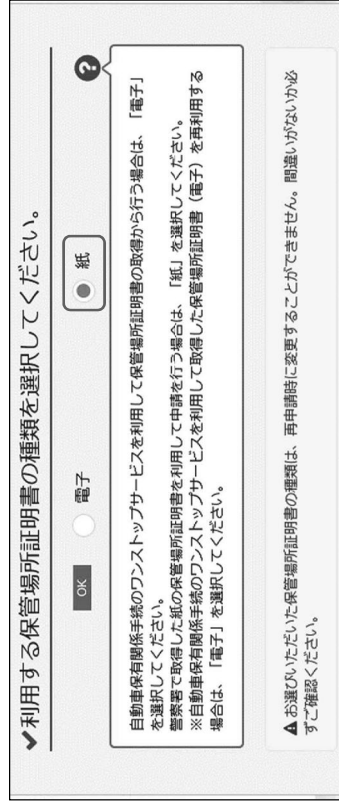 ✔利用する保管場所証明書の種類を選択してください。
OK 電子 紙 ?
自動車保有関係手続のワンストップサービスを利用して保管場所証明書の取得から行う場合は、「電子」
を選択してください。
警察署で取得した紙の保管場所証明書を利用して申請を行う場合は、「紙」を選択してください。
※自動車保有関係手続のワンストップサービスを利用して取得した保管場所証明書（電子）を再利用する
場合は、「電子」を選択してください。
▲お選びいただいた保管場所証明書の種類は、再申請時に変更することができません。間違いがないか必
ずご確認ください。